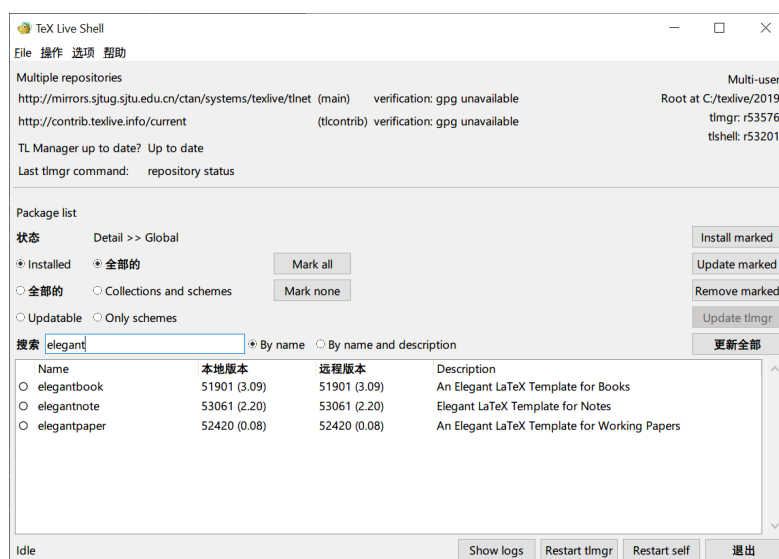 TeX Live Shell
File 操作 选项 帮助
Multiple repositories
Multi-user
http://mirrors.sjtug.sjtu.edu.cn/ctan/systems/texlive/tlnet (main) verification: gpg unavailable
Root at C:/texlive/2019
http://contrib.texlive.info/current (tlcontrib) verification: gpg unavailable
tlmgr: r53576
tlshell: r53201
TL Manager up to date? Up to date
Last tlmgr command: repository status
Package list
状态 Detail >> Global Install marked
Installed 全部的 Mark all Update marked
全部的 Collections and schemes Mark none Remove marked
Updatable Only schemes Update tlmgr
搜索 elegant By name By name and description 更新全部
Name 本地版本 远程版本 Description
elegantbook 51901 (3.09) 51901 (3.09) An Elegant LaTeX Template for Books
elegantnote 53061 (2.20) 53061 (2.20) Elegant LaTeX Template for Notes
elegantpaper 52420 (0.08) 52420 (0.08) An Elegant LaTeX Template for Working Papers
Idle Show logs Restart tlmgr Restart self 退出